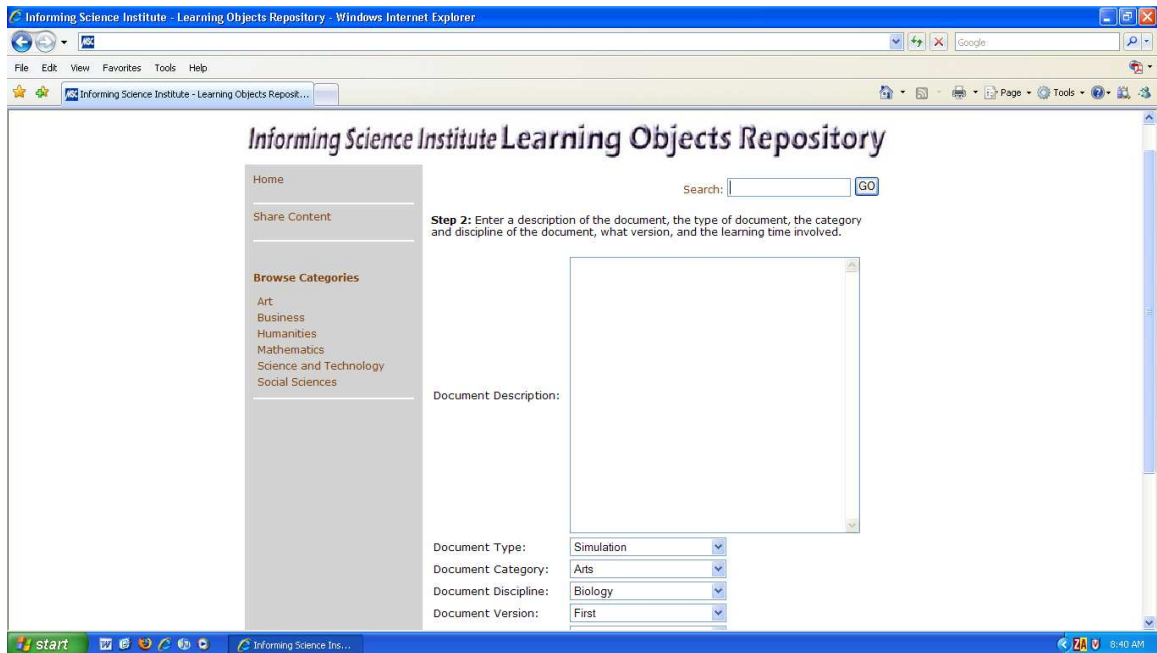 Informing Science Institute - Learning Objects Repository - Windows Internet Explorer
Google
File Edit View Favorites Tools Help
Informing Science Institute - Learning Objects Reposit...
Page Tools
Informing Science Institute Learning Objects Repository
Home
Search: GO
Share Content
Step 2: Enter a description of the document, the type of document, the category
and discipline of the document, what version, and the learning time involved.
Browse Categories
Art
Business
Humanities
Mathematics
Science and Technology
Social Sciences
Document Description:
Document Type: Simulation
Document Category: Arts
Document Discipline: Biology
Document Version: First
start
Informing Science Ins...
ZA
8:40 AM